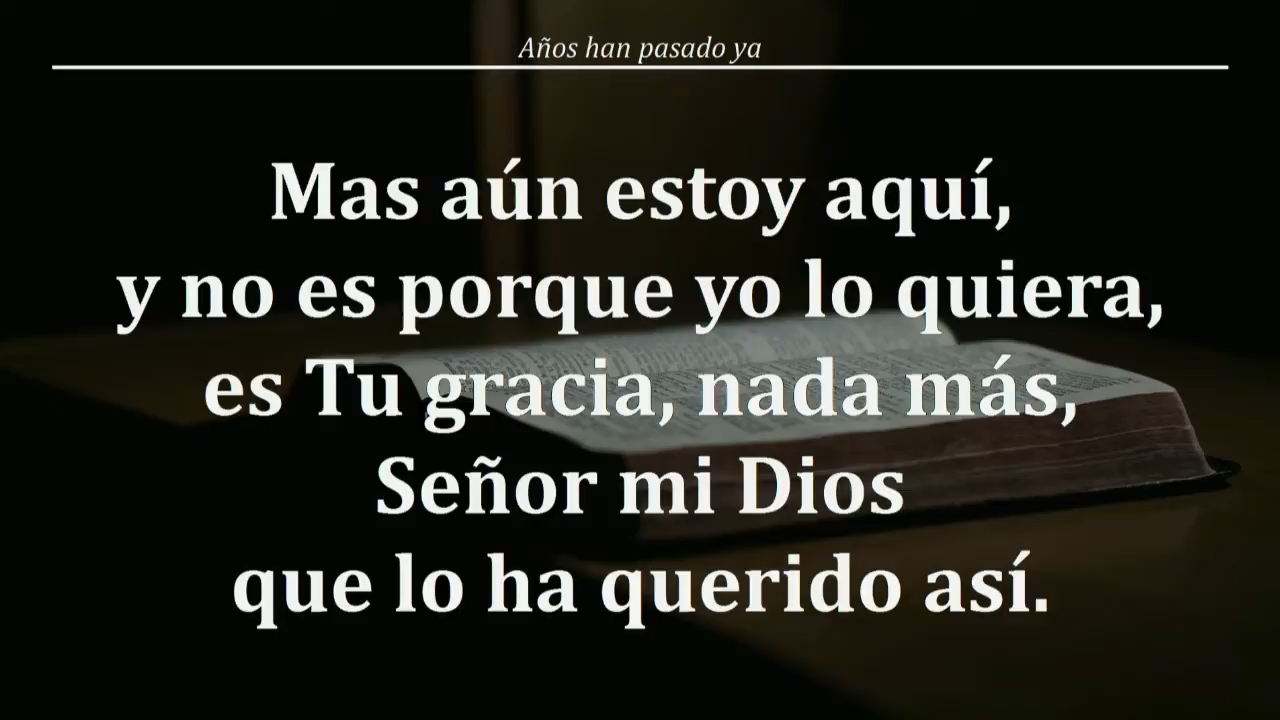 Años han pasado ya
Mas aún estoy aquí,
y no es porque yo lo quiera,
es Tu gracia, nada más,
Señor mi Dios
que lo ha querido así.